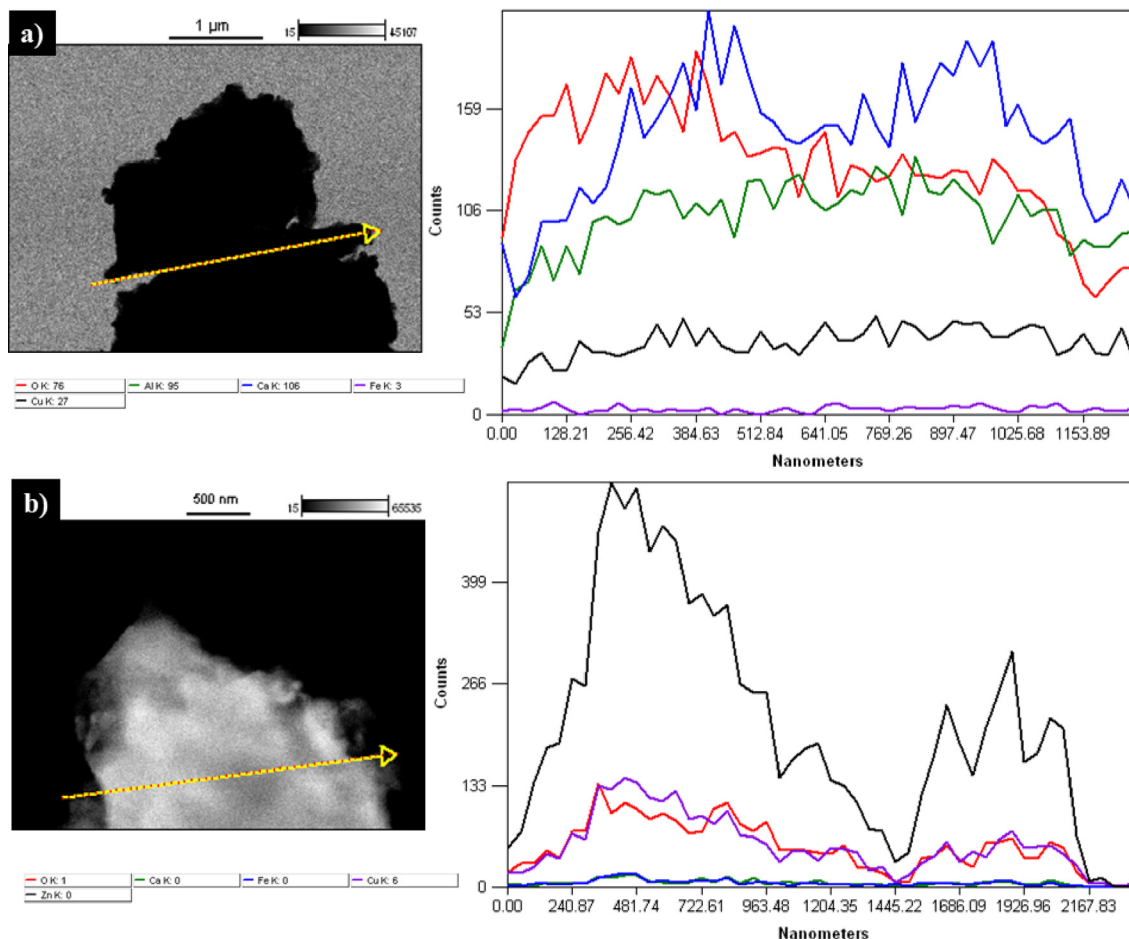 a)
1 µm
15 45107
O K: 76 Al K: 95 Ca K: 106 Fe K: 3
Cu K: 27
Counts
159
106
53
0
0.00 128.21 256.42 384.63 512.84 641.05 769.26 897.47 1025.68 1153.89
Nanometers
b)
500 nm
15 65535
O K: 1 Ca K: 0 Fe K: 0 Cu K: 6
Zn K: 0
Counts
399
266
133
0
0.00 240.87 481.74 722.61 963.48 1204.35 1445.22 1686.09 1926.96 2167.83
Nanometers